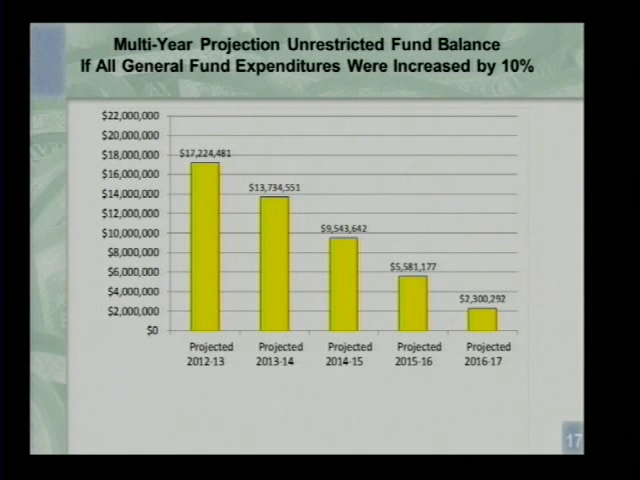 Multi-Year Projection Unrestricted Fund Balance
If All General Fund Expenditures Were Increased by 10%
$22,000,000
$20,000,000
$18,000,000
$16,000,000
$14,000,000
$12,000,000
$10,000,000
$8,000,000
$6,000,000
$4,000,000
$2,000,000
$0
$17,224,481
$13,734,551
$9,543,642
$5,581,177
$2,300,292
Projected 2012-13
Projected 2013-14
Projected 2014-15
Projected 2015-16
Projected 2016-17
17